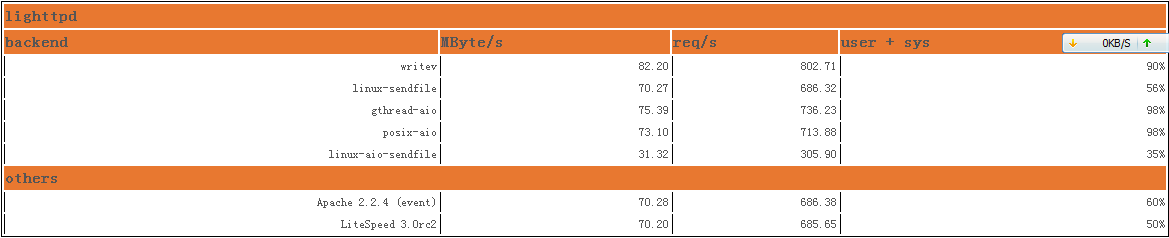 lighttpd
backend MByte/s req/s user + sys 0KB/S
writev 82.20 802.71 90%
linux-sendfile 70.27 686.32 56%
gthread-aio 75.39 736.23 98%
posix-aio 73.10 713.88 98%
linux-aio-sendfile 31.32 305.90 35%
others
Apache 2.2.4 (event) 70.28 686.38 60%
LiteSpeed 3.0rc2 70.20 685.65 50%